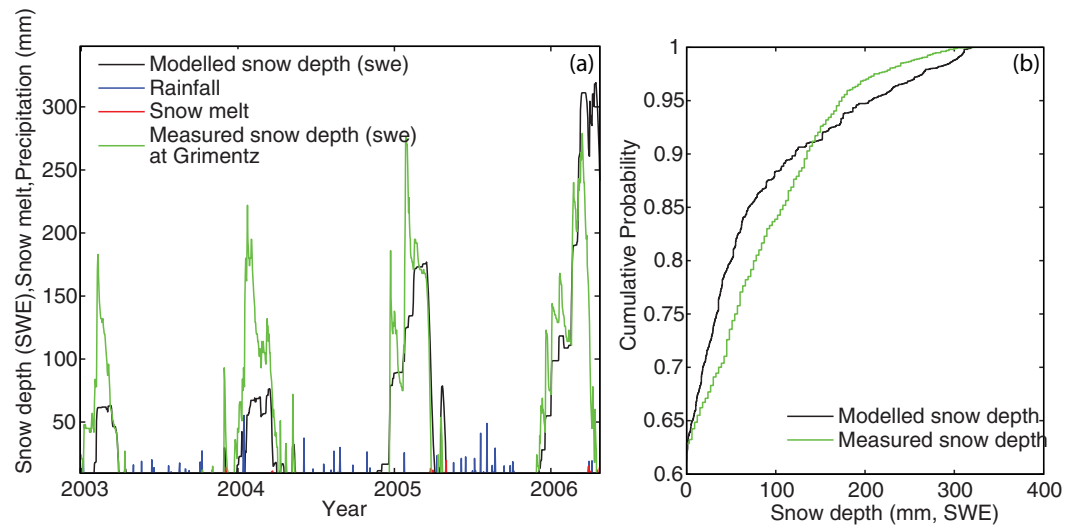 (a)
Modelled snow depth (swe)
Rainfall
Snow melt
Measured snow depth (swe)
at Grimentz
Snow depth (SWE),Snow melt,Precipitation (mm)
300
250
200
150
100
50
2003
2004
2005
2006
Year
(b)
Cumulative Probability
1
0.95
0.9
0.85
0.8
0.75
0.7
0.65
0.6
Modelled snow depth
Measured snow depth
0
100
200
300
400
Snow depth (mm, SWE)